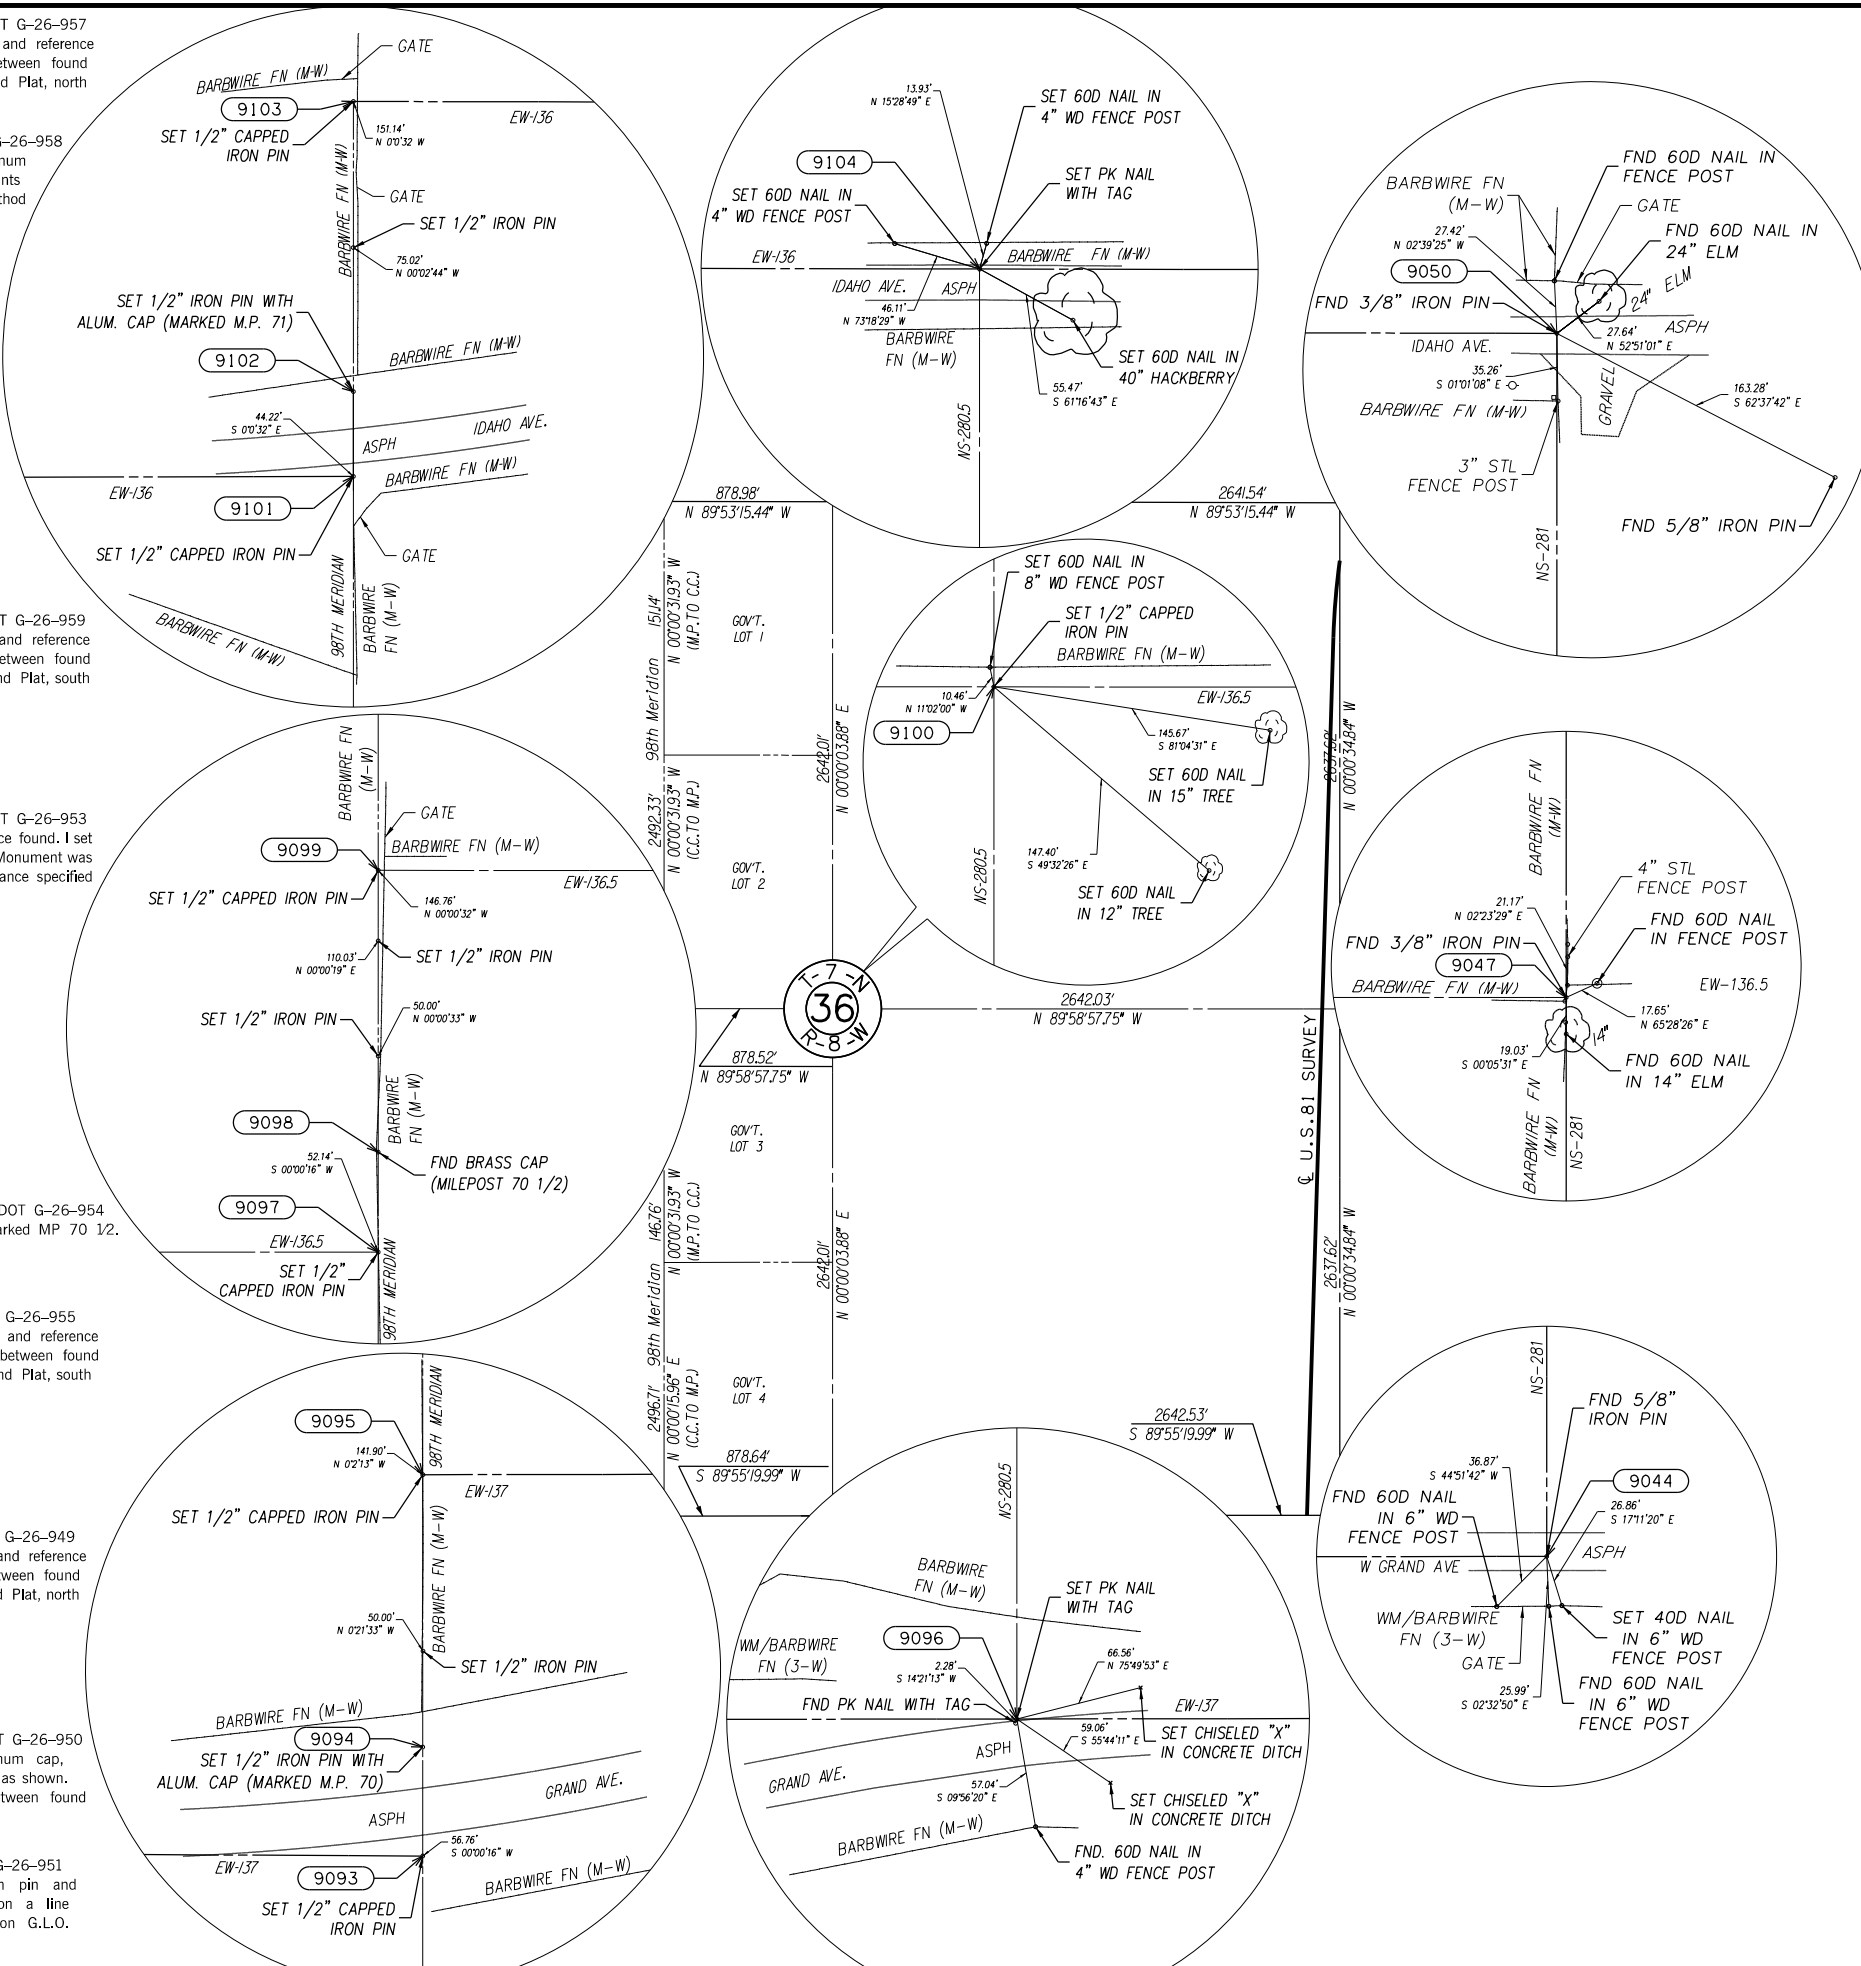 T G–26–957
and reference
etween found
d Plat, north
G–26–958
num
nts
thod
T G–26–959
and reference
etween found
nd Plat, south
T G–26–953
ce found. I set
Monument was
ance specified
DOT G–26–954
arked MP 70 1⁄2.
G–26–955
and reference
between found
nd Plat, south
G–26–949
and reference
tween found
d Plat, north
T G–26–950
num cap,
as shown.
tween found
G–26–951
n pin and
on a line
on G.L.O.
GATE
BARBWIRE FN (M-W)
9103
SET 1/2" CAPPED
IRON PIN
151.14'
N 0°0'32 W
EW-136
BARBWIRE FN (M-W)
GATE
SET 1/2" IRON PIN
75.02'
N 00°02'44" W
SET 1/2" IRON PIN WITH
ALUM. CAP (MARKED M.P. 71)
9102
BARBWIRE FN (M-W)
44.22'
S 0°0'32" E
IDAHO AVE.
ASPH
BARBWIRE FN (M-W)
EW-136
9101
SET 1/2" CAPPED IRON PIN
GATE
98TH MERIDIAN
BARBWIRE
FN (M-W)
BARBWIRE FN (M-W)
13.93'
N 15°28'49" E
SET 60D NAIL IN
4" WD FENCE POST
9104
SET PK NAIL
WITH TAG
SET 60D NAIL IN
4" WD FENCE POST
EW-136
BARBWIRE FN (M-W)
IDAHO AVE.
ASPH
46.11'
N 73°18'29" W
BARBWIRE
FN (M-W)
SET 60D NAIL IN
40" HACKBERRY
55.47'
S 61°16'43" E
NS-280.5
FND 60D NAIL IN
FENCE POST
BARBWIRE FN
(M-W)
GATE
27.42'
N 02°39'25" W
FND 60D NAIL IN
24" ELM
9050
24" ELM
FND 3/8" IRON PIN
ASPH
27.64'
N 52°51'01" E
IDAHO AVE.
35.26'
S 01°01'08" E
GRAVEL
163.28'
S 62°37'42" E
BARBWIRE FN (M-W)
3" STL
FENCE POST
FND 5/8" IRON PIN
NS-281
878.98'
N 89°53'15.44" W
2641.54'
N 89°53'15.44" W
151.14'
N 00°00'31.93" W
(M.P. TO C.C.)
98th Meridian
GOV'T.
LOT 1
2642.01'
N 00°00'03.88" E
2492.33'
N 00°00'31.93" W
(C.C. TO M.P.)
GOV'T.
LOT 2
2637.62'
N 00°00'34.84" W
SET 60D NAIL IN
8" WD FENCE POST
SET 1/2" CAPPED
IRON PIN
BARBWIRE FN (M-W)
10.46'
N 11°02'00" W
EW-136.5
9100
145.67'
S 81°04'31" E
SET 60D NAIL
IN 15" TREE
147.40'
S 49°32'26" E
SET 60D NAIL
IN 12" TREE
NS-280.5
BARBWIRE FN
(M-W)
GATE
9099
BARBWIRE FN (M-W)
SET 1/2" CAPPED IRON PIN
EW-136.5
146.76'
N 00°00'32" W
110.03'
N 00°00'19" E
SET 1/2" IRON PIN
SET 1/2" IRON PIN
50.00'
N 00°00'33" W
BARBWIRE
FN (M-W)
9098
FND BRASS CAP
(MILEPOST 70 1/2)
52.14'
S 00°00'16" W
9097
EW-136.5
SET 1/2"
CAPPED IRON PIN
98TH MERIDIAN
T-7-N
36
R-8-W
2642.03'
N 89°58'57.75" W
878.52'
N 89°58'57.75" W
GOV'T.
LOT 3
146.76'
N 00°00'31.93" W
(M.P. TO C.C.)
98th Meridian
2642.01'
N 00°00'03.88" E
2496.71'
N 00°00'15.96" E
(C.C. TO M.P.)
GOV'T.
LOT 4
878.64'
S 89°55'19.99" W
2642.53'
S 89°55'19.99" W
℄ U.S. 81 SURVEY
2637.62'
N 00°00'34.84" W
BARBWIRE FN
(M-W)
4" STL
FENCE POST
21.17'
N 02°23'29" E
FND 60D NAIL
IN FENCE POST
FND 3/8" IRON PIN
9047
BARBWIRE FN (M-W)
EW-136.5
17.65'
N 65°28'26" E
14"
19.03'
S 00°05'31" E
FND 60D NAIL
IN 14" ELM
BARBWIRE FN
(M-W)
NS-281
98TH MERIDIAN
9095
141.90'
N 0°2'13" W
SET 1/2" CAPPED IRON PIN
EW-137
BARBWIRE FN (M-W)
50.00'
N 0°21'33" W
SET 1/2" IRON PIN
BARBWIRE FN (M-W)
9094
SET 1/2" IRON PIN WITH
ALUM. CAP (MARKED M.P. 70)
GRAND AVE.
ASPH
56.76'
S 00°00'16" W
EW-137
9093
SET 1/2" CAPPED
IRON PIN
BARBWIRE FN (M-W)
NS-280.5
BARBWIRE
FN (M-W)
SET PK NAIL
WITH TAG
9096
WM/BARBWIRE
FN (3-W)
2.28'
S 14°21'13" W
66.56'
N 75°49'53" E
FND PK NAIL WITH TAG
EW-137
59.06'
S 55°44'11" E
SET CHISELED "X"
IN CONCRETE DITCH
ASPH
GRAND AVE.
57.04'
S 09°56'20" E
SET CHISELED "X"
IN CONCRETE DITCH
BARBWIRE FN (M-W)
FND. 60D NAIL IN
4" WD FENCE POST
NS-281
FND 5/8"
IRON PIN
36.87'
S 44°51'42" W
9044
FND 60D NAIL
IN 6" WD
FENCE POST
26.86'
S 17°11'20" E
ASPH
W GRAND AVE
WM/BARBWIRE
FN (3-W)
GATE
SET 40D NAIL
IN 6" WD
FENCE POST
25.99'
S 02°32'50" E
FND 60D NAIL
IN 6" WD
FENCE POST